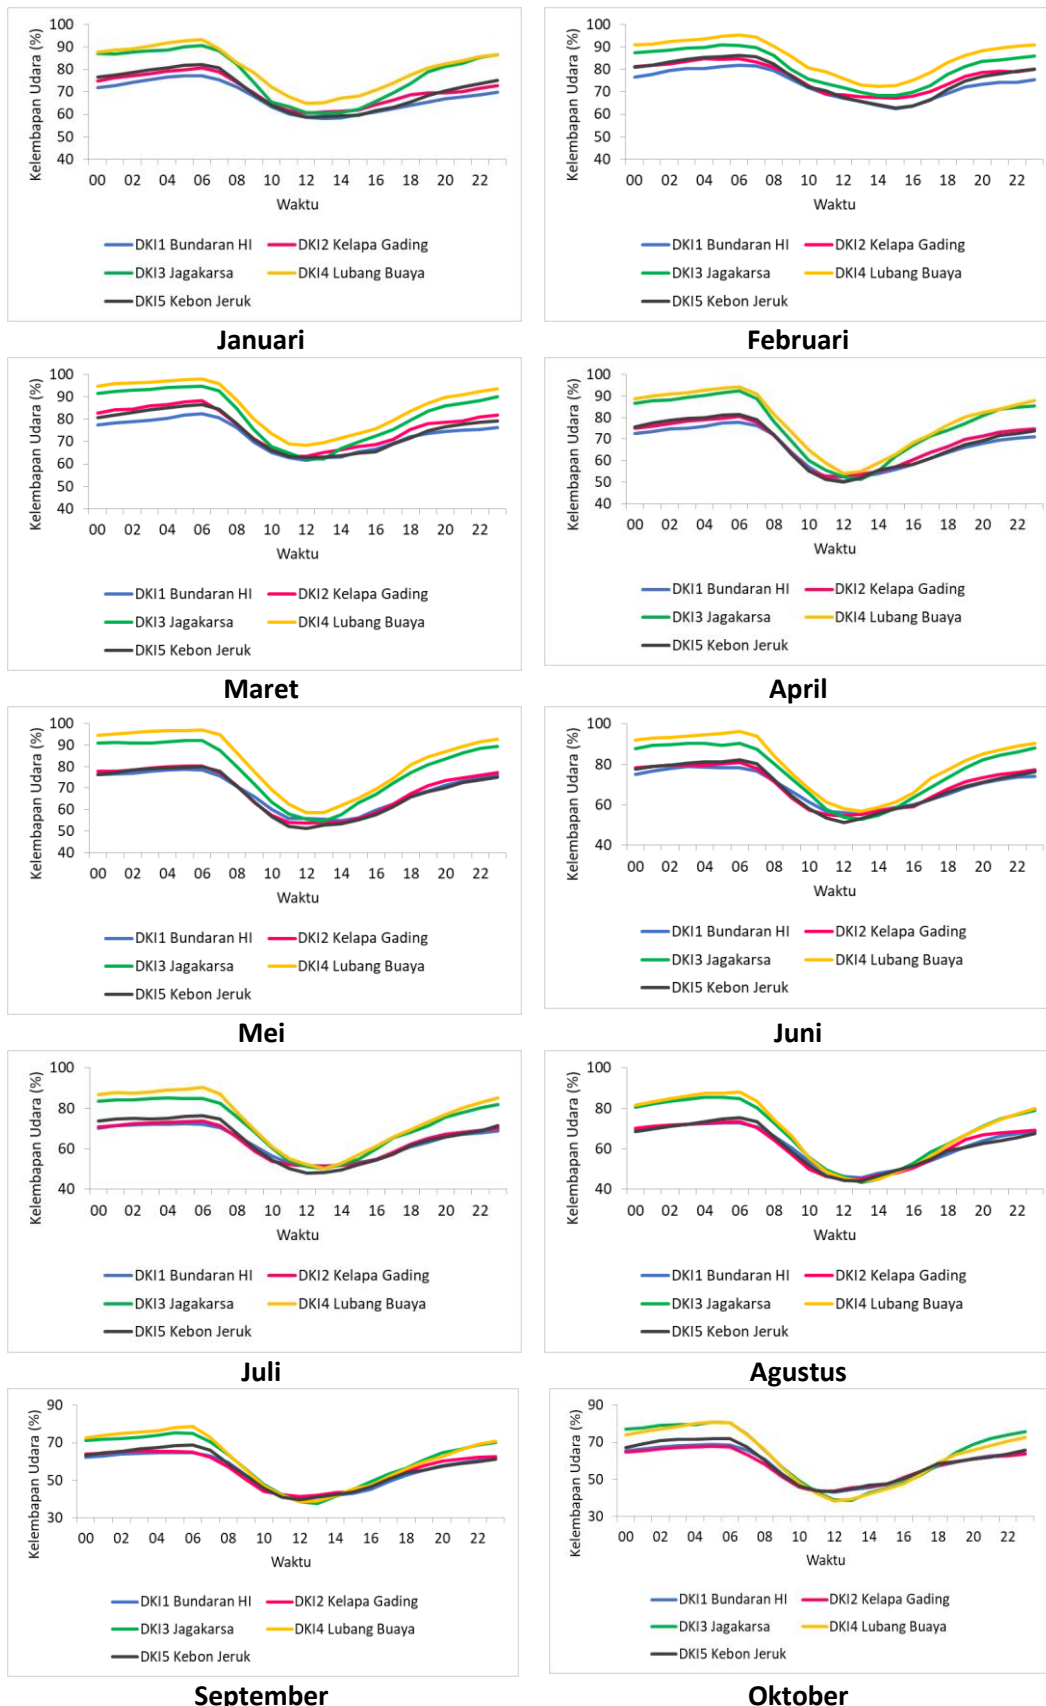 100
90
80
70
60
50
40
Kelembapan Udara (%)
00 02 04 06 08 10 12 14 16 18 20 22
Waktu
DKI1 Bundaran HI DKI2 Kelapa Gading
DKI3 Jagakarsa DKI4 Lubang Buaya
DKI5 Kebon Jeruk
Januari
100
90
80
70
60
50
40
Kelembapan Udara (%)
00 02 04 06 08 10 12 14 16 18 20 22
Waktu
DKI1 Bundaran HI DKI2 Kelapa Gading
DKI3 Jagakarsa DKI4 Lubang Buaya
DKI5 Kebon Jeruk
Februari
100
90
80
70
60
50
40
Kelembapan Udara (%)
00 02 04 06 08 10 12 14 16 18 20 22
Waktu
DKI1 Bundaran HI DKI2 Kelapa Gading
DKI3 Jagakarsa DKI4 Lubang Buaya
DKI5 Kebon Jeruk
Maret
100
90
80
70
60
50
40
Kelembapan Udara (%)
00 02 04 06 08 10 12 14 16 18 20 22
Waktu
DKI1 Bundaran HI DKI2 Kelapa Gading
DKI3 Jagakarsa DKI4 Lubang Buaya
DKI5 Kebon Jeruk
April
100
90
80
70
60
50
40
Kelembapan Udara (%)
00 02 04 06 08 10 12 14 16 18 20 22
Waktu
DKI1 Bundaran HI DKI2 Kelapa Gading
DKI3 Jagakarsa DKI4 Lubang Buaya
DKI5 Kebon Jeruk
Mei
100
80
60
40
Kelembapan Udara (%)
00 02 04 06 08 10 12 14 16 18 20 22
Waktu
DKI1 Bundaran HI DKI2 Kelapa Gading
DKI3 Jagakarsa DKI4 Lubang Buaya
DKI5 Kebon Jeruk
Juni
100
80
60
40
Kelembapan Udara (%)
00 02 04 06 08 10 12 14 16 18 20 22
Waktu
DKI1 Bundaran HI DKI2 Kelapa Gading
DKI3 Jagakarsa DKI4 Lubang Buaya
DKI5 Kebon Jeruk
Juli
100
80
60
40
Kelembapan Udara (%)
00 02 04 06 08 10 12 14 16 18 20 22
Waktu
DKI1 Bundaran HI DKI2 Kelapa Gading
DKI3 Jagakarsa DKI4 Lubang Buaya
DKI5 Kebon Jeruk
Agustus
90
70
50
30
Kelembapan Udara (%)
00 02 04 06 08 10 12 14 16 18 20 22
Waktu
DKI1 Bundaran HI DKI2 Kelapa Gading
DKI3 Jagakarsa DKI4 Lubang Buaya
DKI5 Kebon Jeruk
September
90
70
50
30
Kelembapan Udara (%)
00 02 04 06 08 10 12 14 16 18 20 22
Waktu
DKI1 Bundaran HI DKI2 Kelapa Gading
DKI3 Jagakarsa DKI4 Lubang Buaya
DKI5 Kebon Jeruk
Oktober